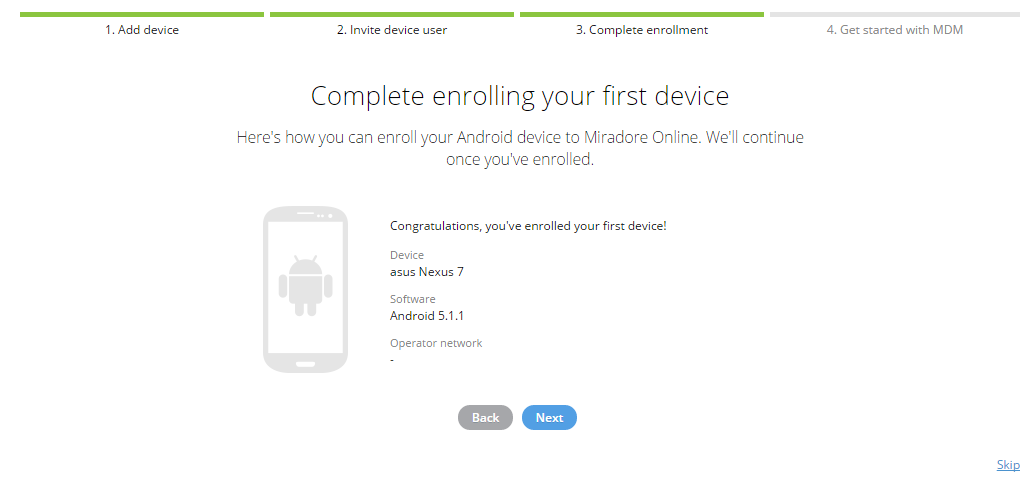 1. Add device
2. Invite device user
3. Complete enrollment
4. Get started with MDM
Complete enrolling your first device
Here's how you can enroll your Android device to Miradore Online. We'll continue
once you've enrolled.
Congratulations, you've enrolled your first device!
Device
asus Nexus 7
Software
Android 5.1.1
Operator network
-
Back
Next
Skip